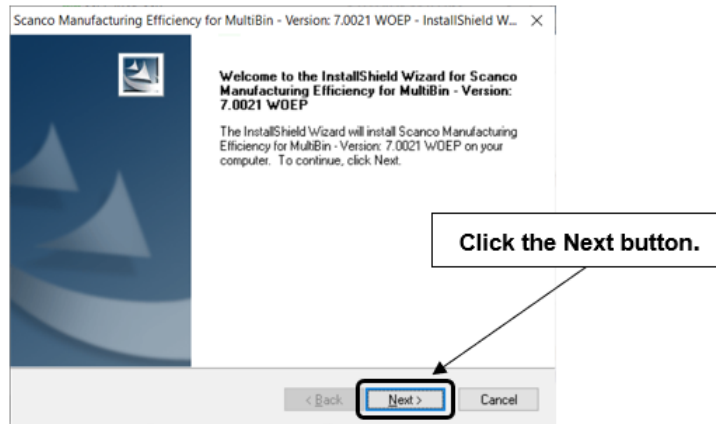 Scanco Manufacturing Efficiency for MultiBin - Version: 7.0021 WOEP - InstallShield W...
Welcome to the InstallShield Wizard for Scanco
Manufacturing Efficiency for MultiBin - Version:
7.0021 WOEP
The InstallShield Wizard will install Scanco Manufacturing
Efficiency for MultiBin - Version: 7.0021 WOEP on your
computer. To continue, click Next.
Click the Next button.
< Back
Next >
Cancel